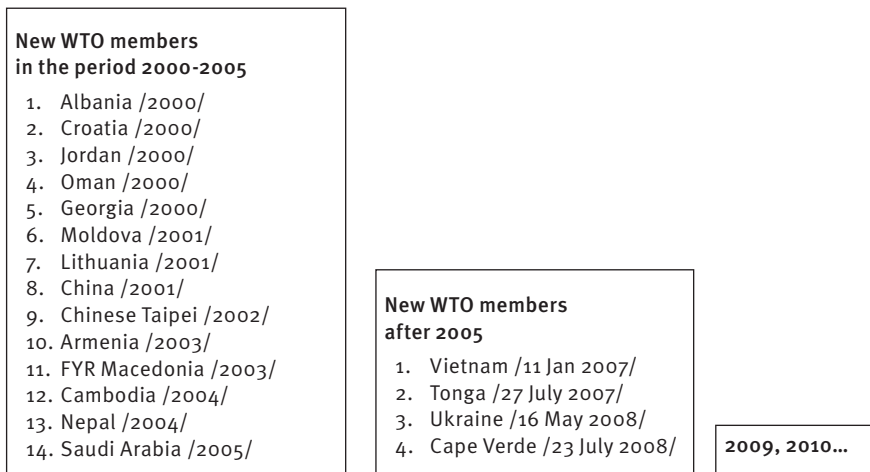 New WTO members
in the period 2000-2005
1. Albania /2000/
2. Croatia /2000/
3. Jordan /2000/
4. Oman /2000/
5. Georgia /2000/
6. Moldova /2001/
7. Lithuania /2001/
8. China /2001/
9. Chinese Taipei /2002/
10. Armenia /2003/
11. FYR Macedonia /2003/
12. Cambodia /2004/
13. Nepal /2004/
14. Saudi Arabia /2005/
New WTO members
after 2005
1. Vietnam /11 Jan 2007/
2. Tonga /27 July 2007/
3. Ukraine /16 May 2008/
4. Cape Verde /23 July 2008/
2009, 2010...